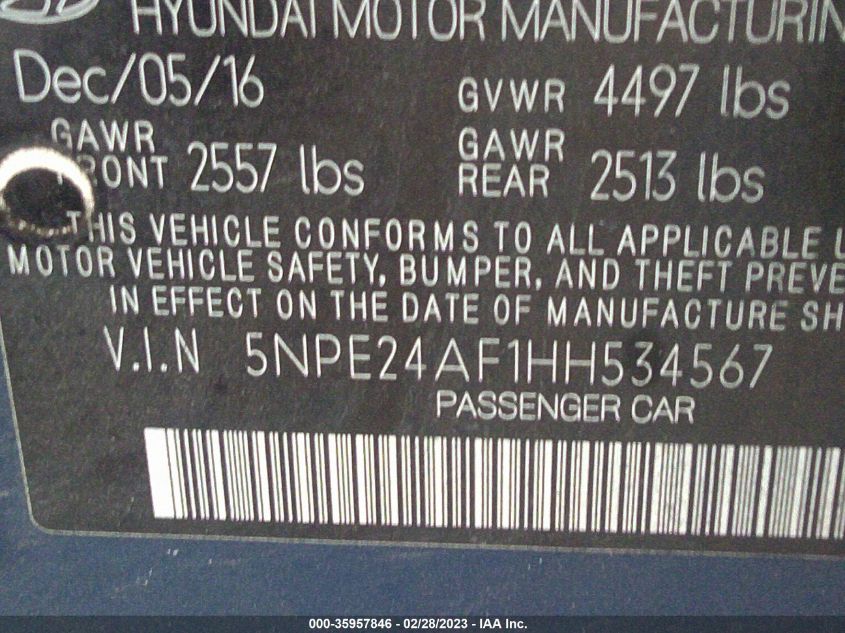 HYUNDAI MOTOR MANUFACTURIN
Dec/05/16 GVWR 4497 lbs
GAWR FRONT 2557 lbs GAWR REAR 2513 lbs
THIS VEHICLE CONFORMS TO ALL APPLICABLE
MOTOR VEHICLE SAFETY, BUMPER, AND THEFT PREVE
IN EFFECT ON THE DATE OF MANUFACTURE SH
V.I.N 5NPE24AF1HH534567
PASSENGER CAR
000-35957846 - 02/28/2023 - IAA Inc.